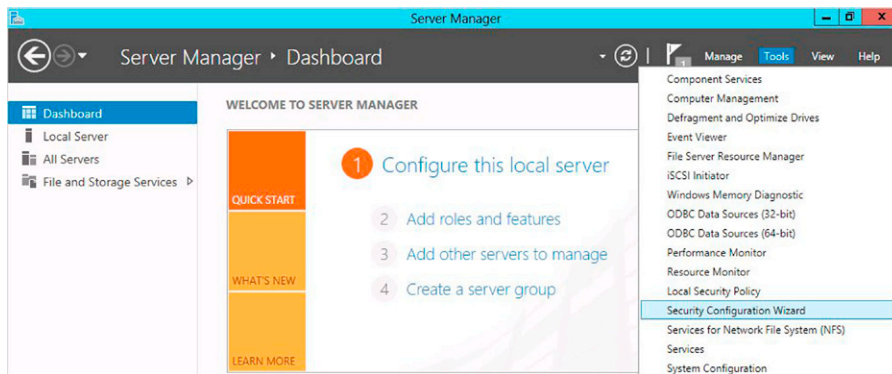 Server Manager
Server Manager ‣ Dashboard
1
Manage Tools View Help
Dashboard
Local Server
All Servers
File and Storage Services
WELCOME TO SERVER MANAGER
QUICK START
WHAT'S NEW
LEARN MORE
1 Configure this local server
2 Add roles and features
3 Add other servers to manage
4 Create a server group
Component Services
Computer Management
Defragment and Optimize Drives
Event Viewer
File Server Resource Manager
iSCSI Initiator
Windows Memory Diagnostic
ODBC Data Sources (32-bit)
ODBC Data Sources (64-bit)
Performance Monitor
Resource Monitor
Local Security Policy
Security Configuration Wizard
Services for Network File System (NFS)
Services
System Configuration